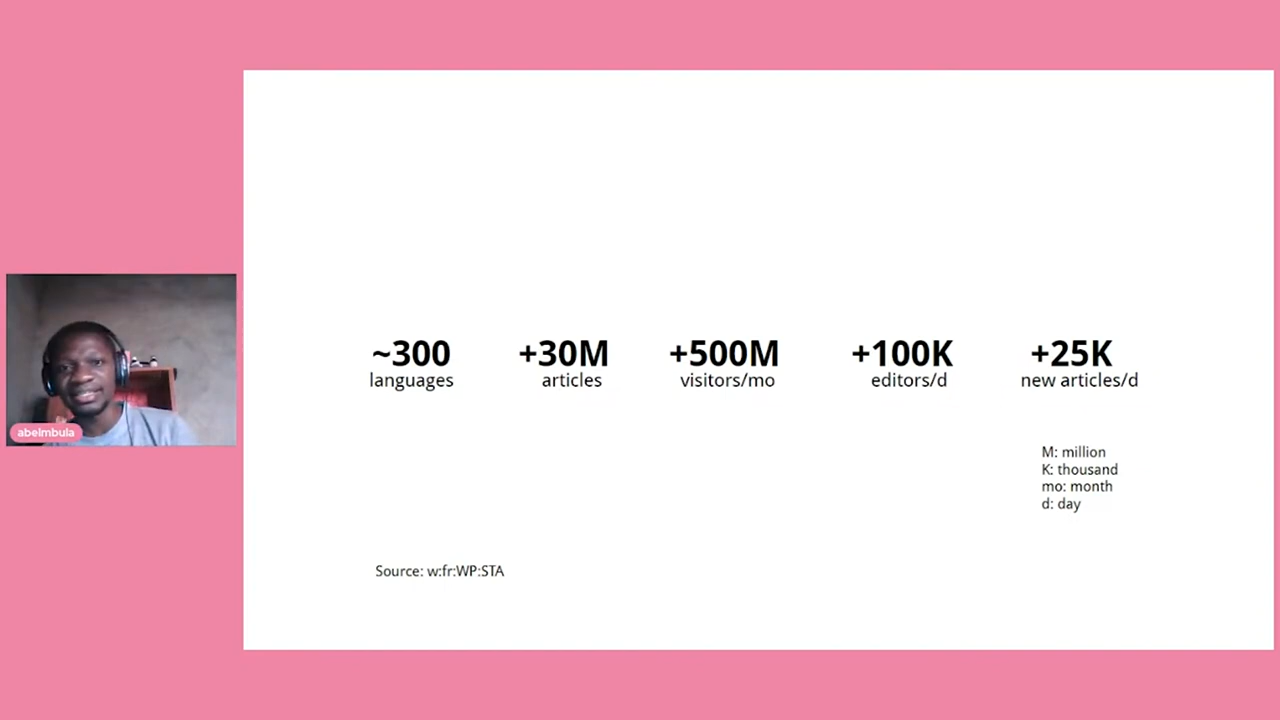 ~300 +30M +500M +100K +25K
languages articles visitors/mo editors/d new articles/d
abelmbula
M: million
K: thousand
mo: month
d: day
Source: w:fr:WP:STA